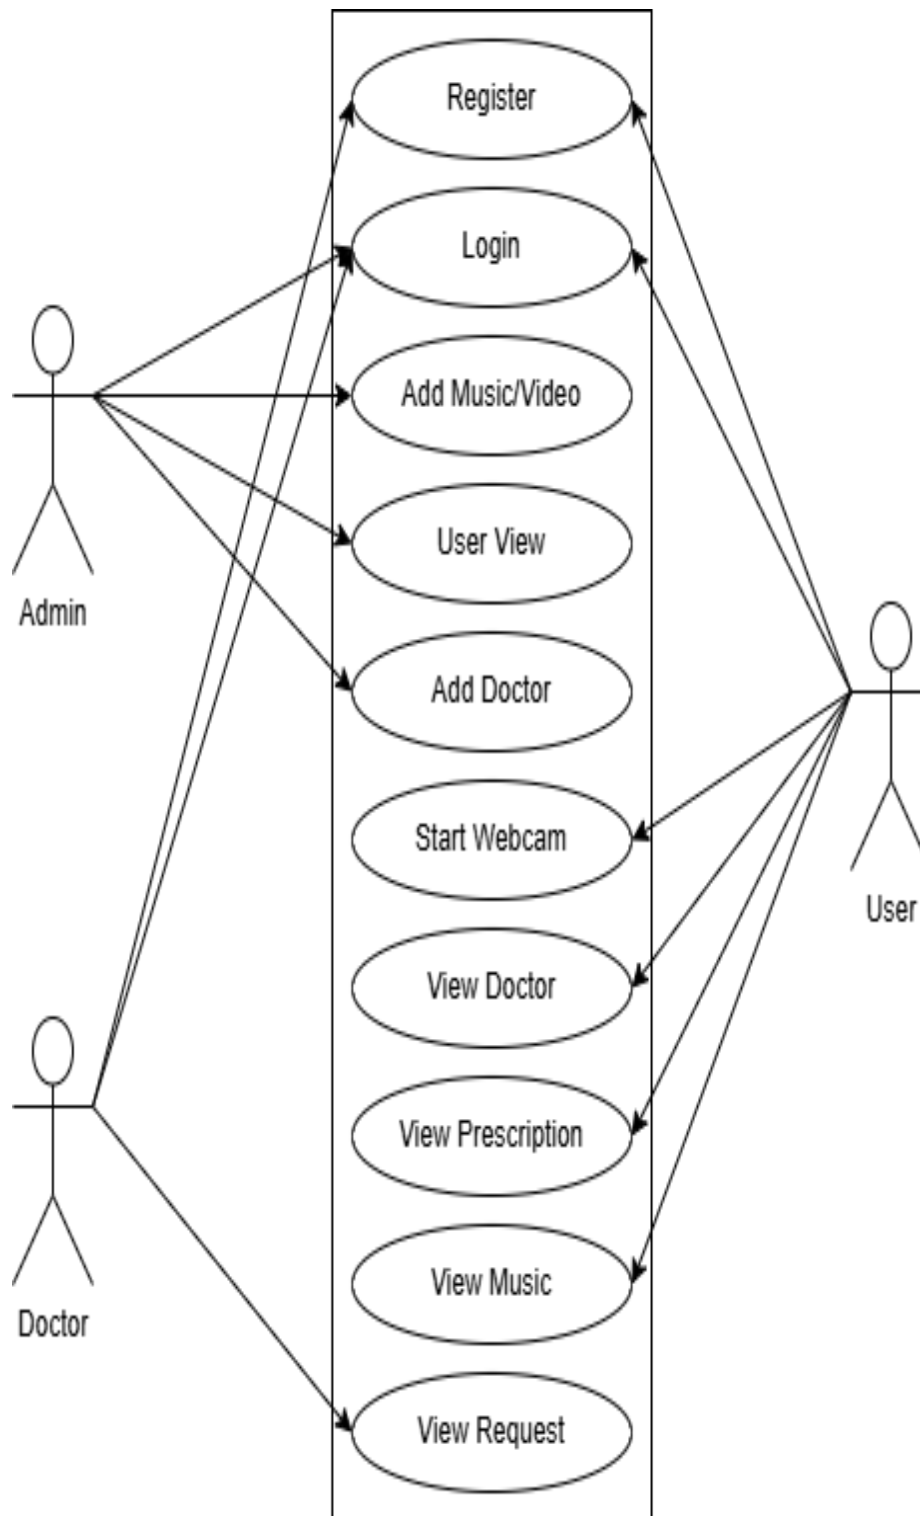 Register
Login
Add Music/Video
User View
Admin
Add Doctor
Start Webcam
User
View Doctor
View Prescription
View Music
Doctor
View Request